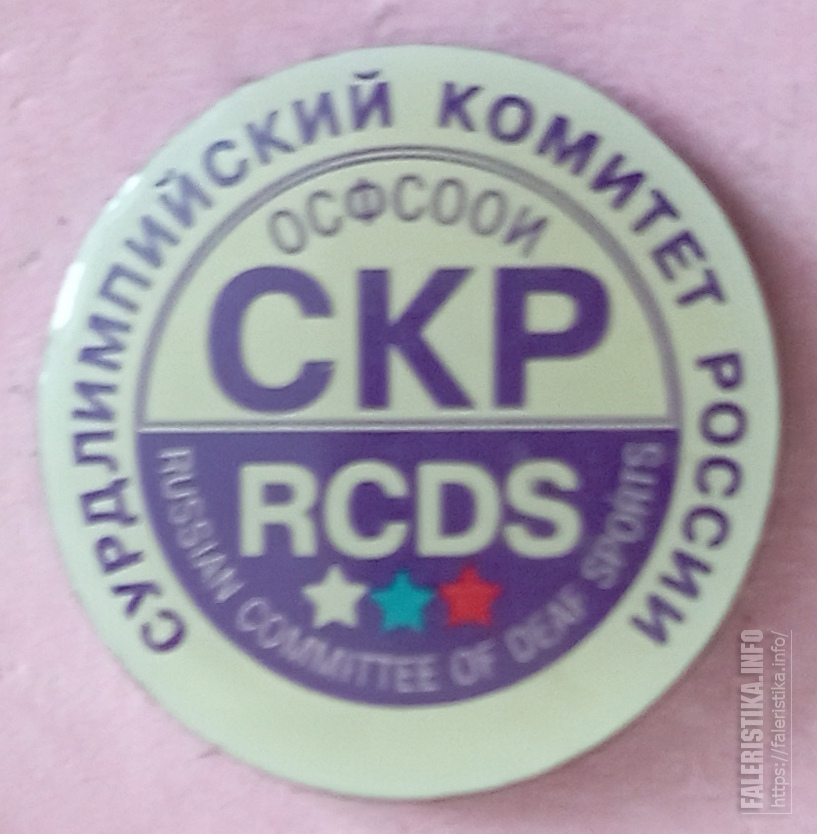 СУРДЛИМПИЙСКИЙ КОМИТЕТ РОССИИ
ОСФСООИ
СКР
RCDS
RUSSIAN COMMITTEE OF DEAF SPORTS
FALERISTIKA.INFO
https://faleristika.info/